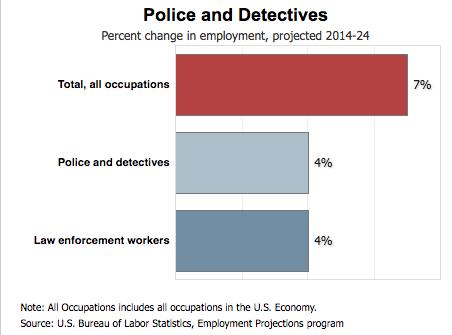 Police and Detectives
Percent change in employment, projected 2014-24
Total, all occupations
7%
Police and detectives
4%
Law enforcement workers
4%
Note: All Occupations includes all occupations in the U.S. Economy.
Source: U.S. Bureau of Labor Statistics, Employment Projections program